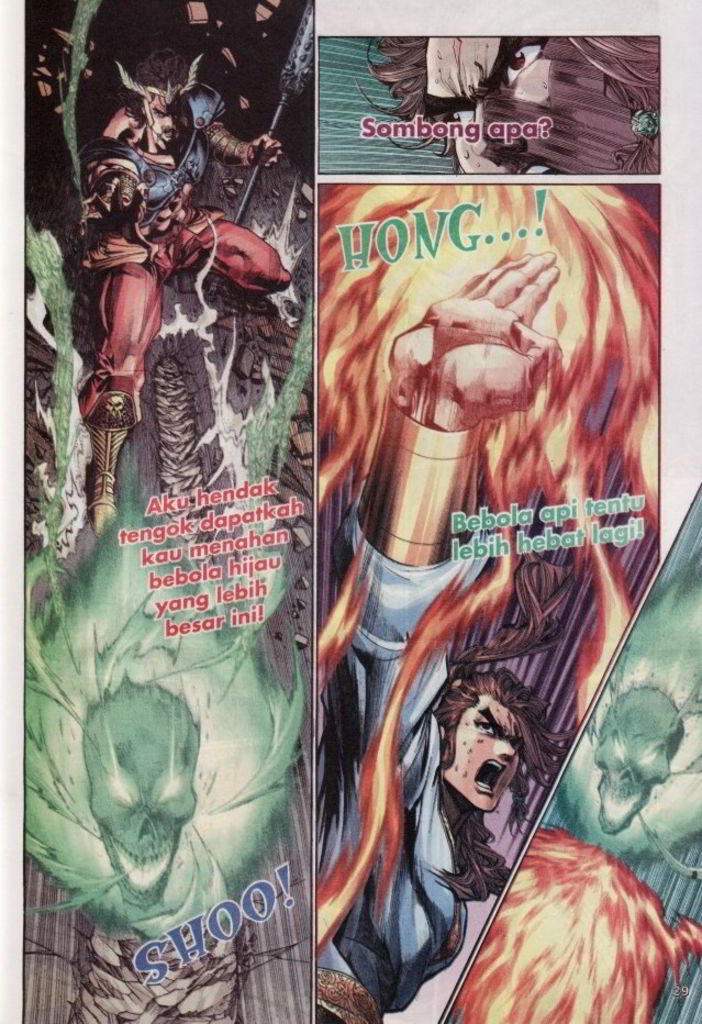 Aku hendak
tengok dapatkah
kau menahan
bebola hijau
yang lebih
besar ini!
SHOO!
Sombong apa?
HONG...!
Bebola api tentu
lebih hebat lagi!
29